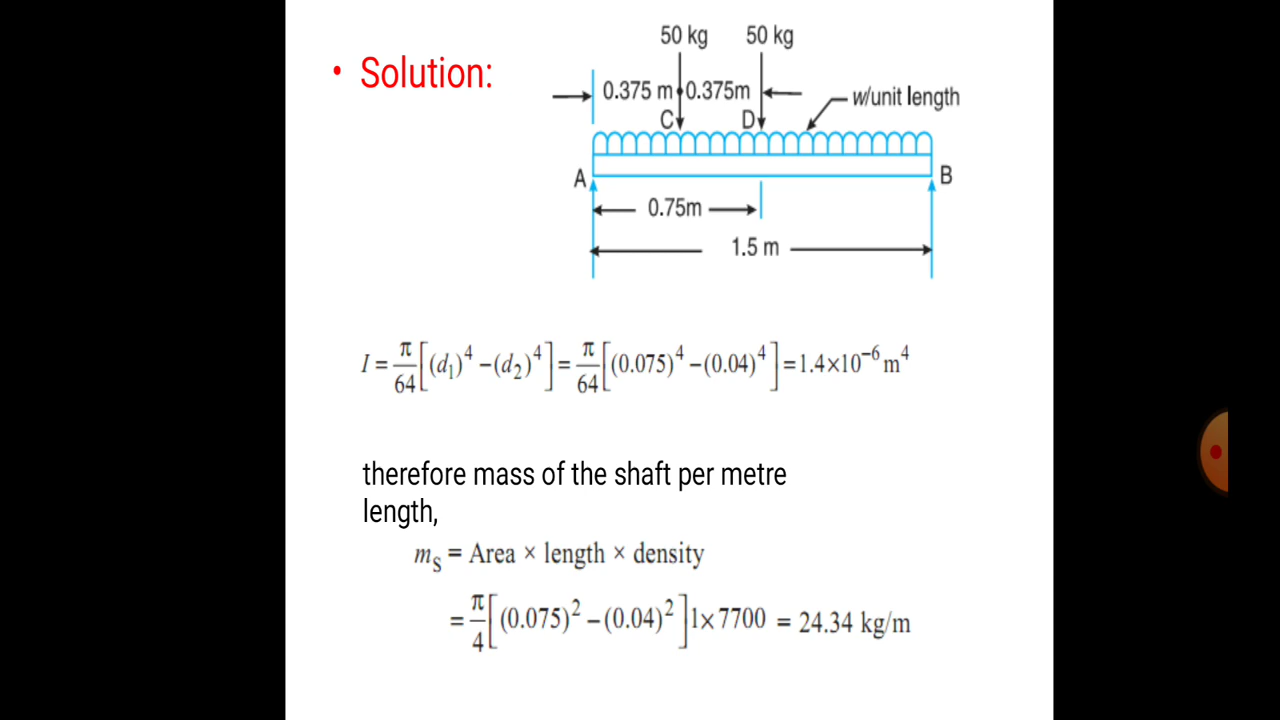 • Solution:
50 kg 50 kg
0.375 m 0.375m
w/unit length
C D
A B
0.75m
1.5 m
I = π/64 [(d₁)⁴ – (d₂)⁴] = π/64 [(0.075)⁴ – (0.04)⁴] = 1.4×10⁻⁶ m⁴
therefore mass of the shaft per metre
length,
mS = Area × length × density
= π/4 [(0.075)² – (0.04)²] 1× 7700 = 24.34 kg/m